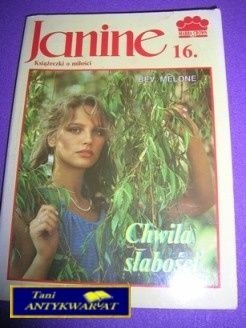 Janine
Książeczki o miłości
16.
BEV. MELONE
Chwila
słabości
Tani
ANTYKWARIAT